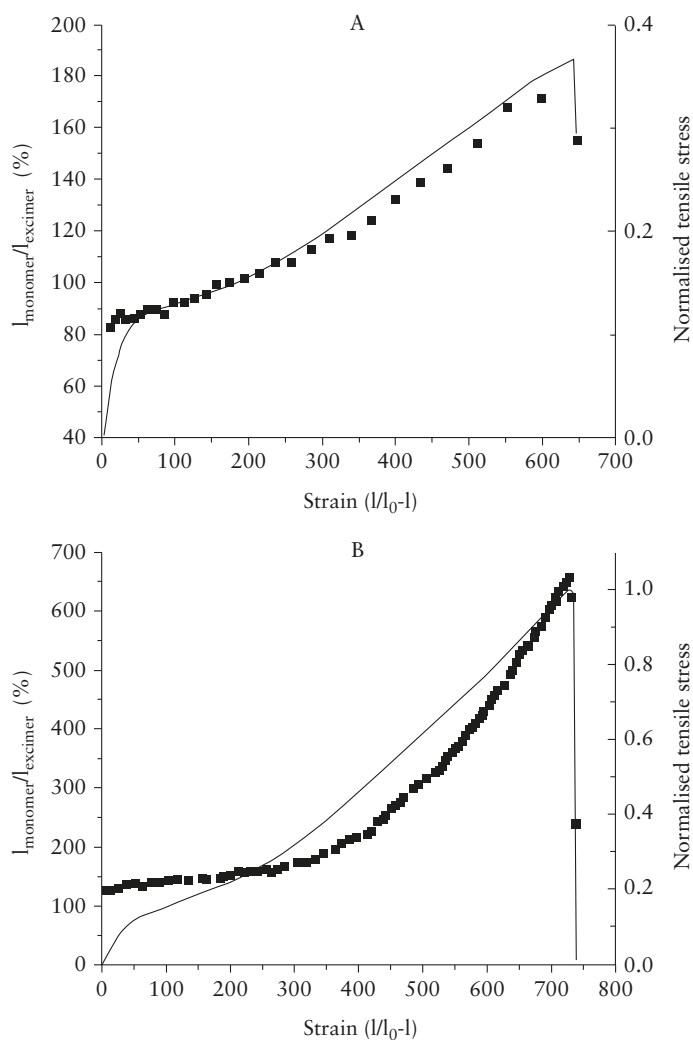 A
200
180
160
140
120
100
80
60
40
0.4
0.2
0.0
0 100 200 300 400 500 600 700
Imonomer/Iexcimer (%)
Normalised tensile stress
Strain (l/l0-l)
B
700
600
500
400
300
200
100
0
1.0
0.8
0.6
0.4
0.2
0.0
0 100 200 300 400 500 600 700 800
Imonomer/Iexcimer (%)
Normalised tensile stress
Strain (l/l0-l)